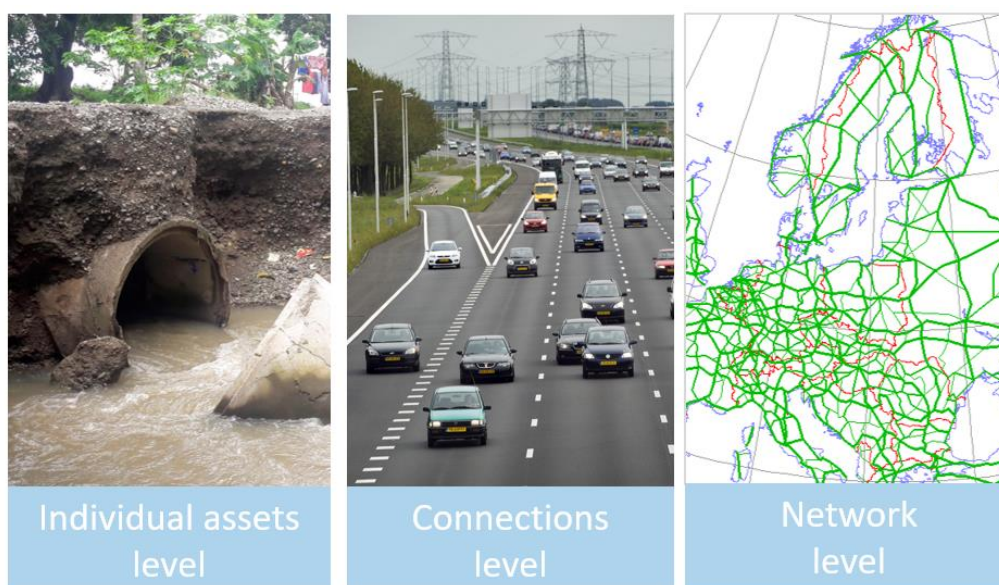 Individual assets
level
Connections
level
Network
level